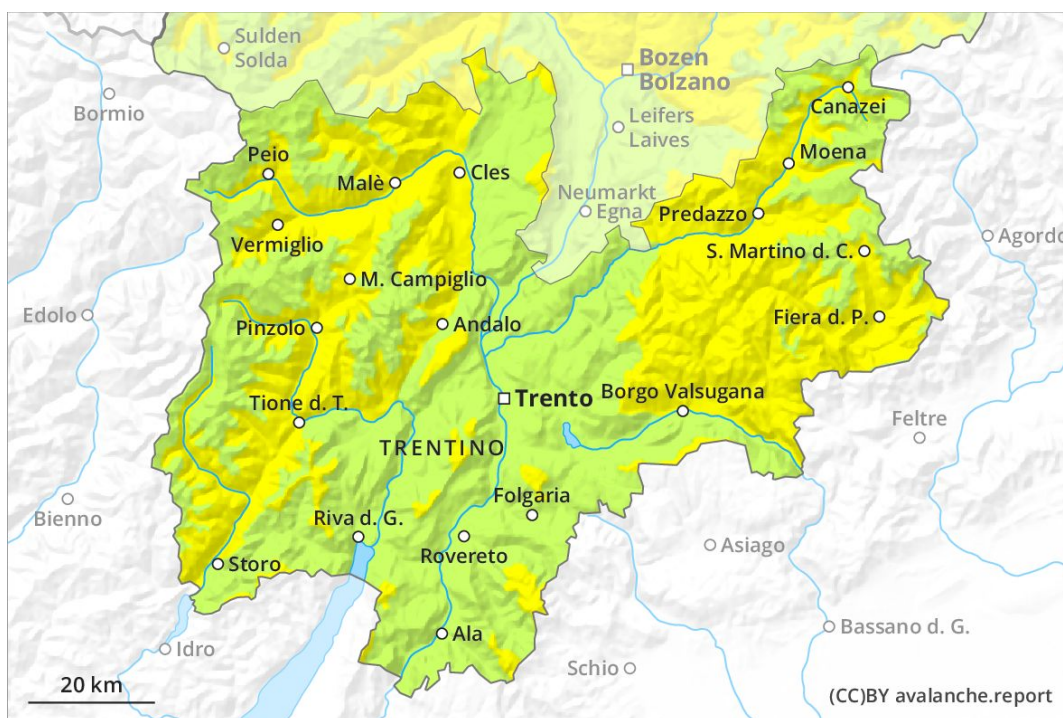 Sulden
Solda
Bozen
Bolzano
Bormio
Canazei
Leifers
Laives
Peio
Malè
Cles
Moena
Neumarkt
Egna
Predazzo
Vermiglio
S. Martino d. C.
Agordo
M. Campiglio
Edolo
Pinzolo
Andalo
Fiera d. P.
Trento
Borgo Valsugana
Tione d. T.
Feltre
TRENTINO
Bienno
Folgaria
Riva d. G.
Rovereto
Asiago
Storo
Ala
Bassano d. G.
Idro
Schio
20 km
(CC)BY avalanche.report